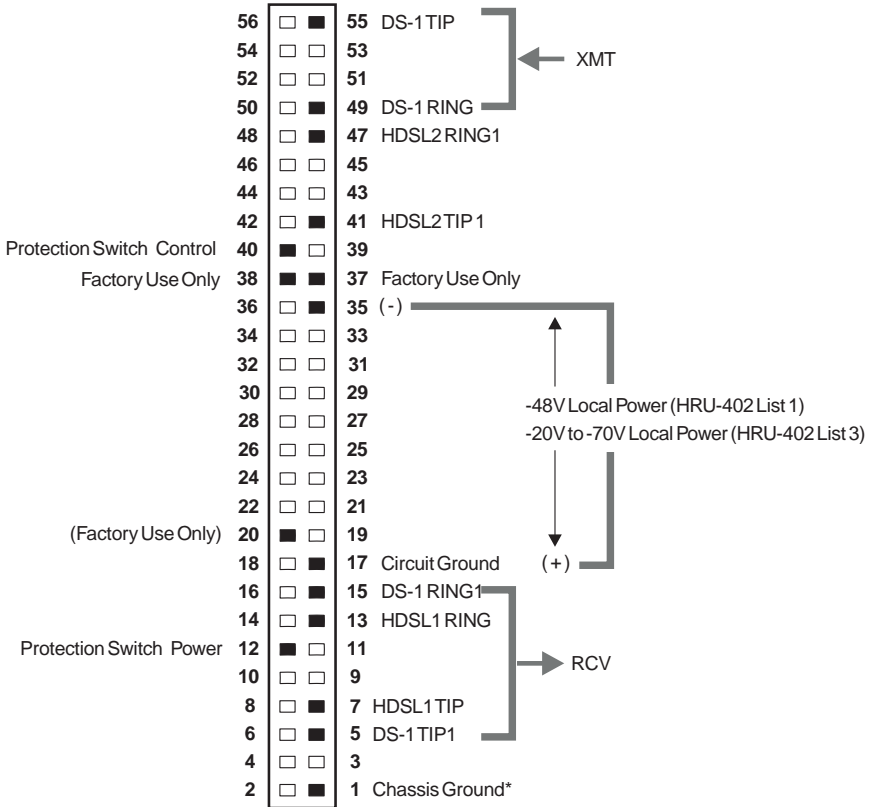 56 55 DS-1 TIP
54 53
XMT
52 51
50 49 DS-1 RING
48 47 HDSL2 RING1
46 45
44 43
42 41 HDSL2 TIP 1
Protection Switch Control 40 39
Factory Use Only 38 37 Factory Use Only
36 35 (-)
34 33
32 31
30 29
-48V Local Power (HRU-402 List 1)
28 27
-20V to -70V Local Power (HRU-402 List 3)
26 25
24 23
22 21
(Factory Use Only) 20 19
18 17 Circuit Ground (+)
16 15 DS-1 RING1
14 13 HDSL1 RING
Protection Switch Power 12 11
RCV
10 9
8 7 HDSL1 TIP
6 5 DS-1 TIP1
4 3
2 1 Chassis Ground*